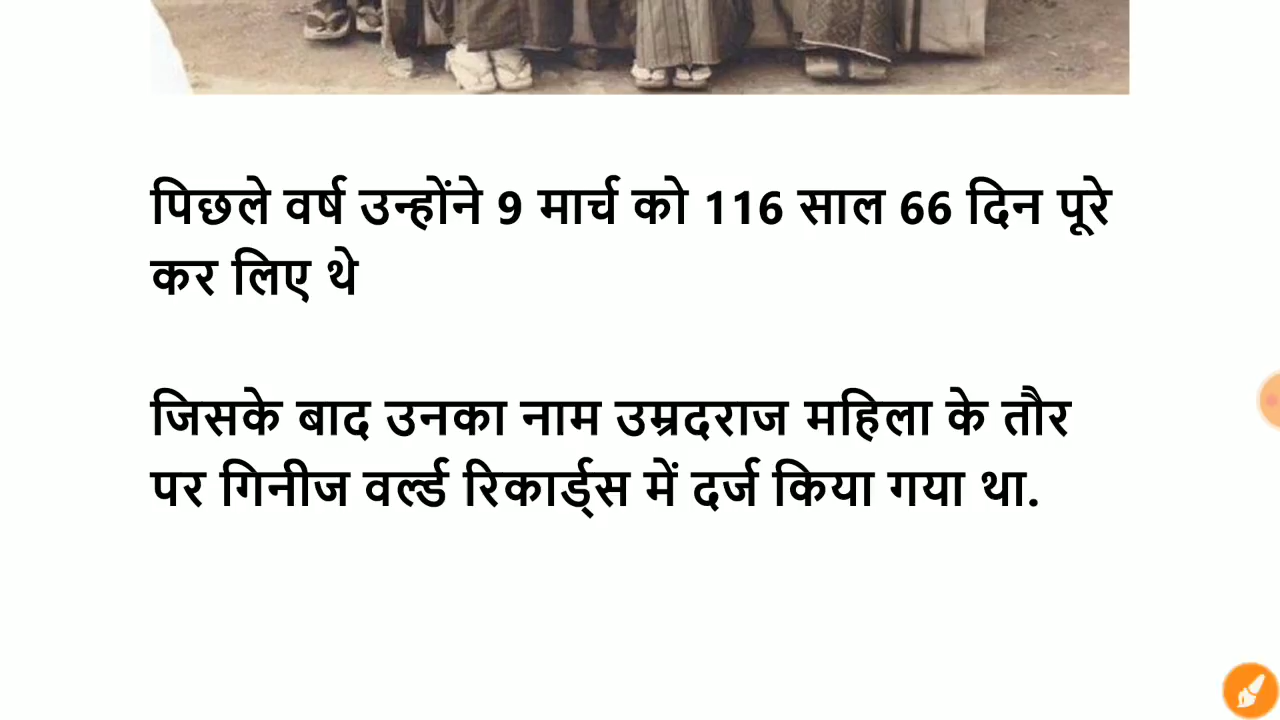 पिछले वर्ष उन्होंने 9 मार्च को 116 साल 66 दिन पूरे
कर लिए थे
जिसके बाद उनका नाम उम्रदराज महिला के तौर
पर गिनीज वर्ल्ड रिकार्ड्स में दर्ज किया गया था.